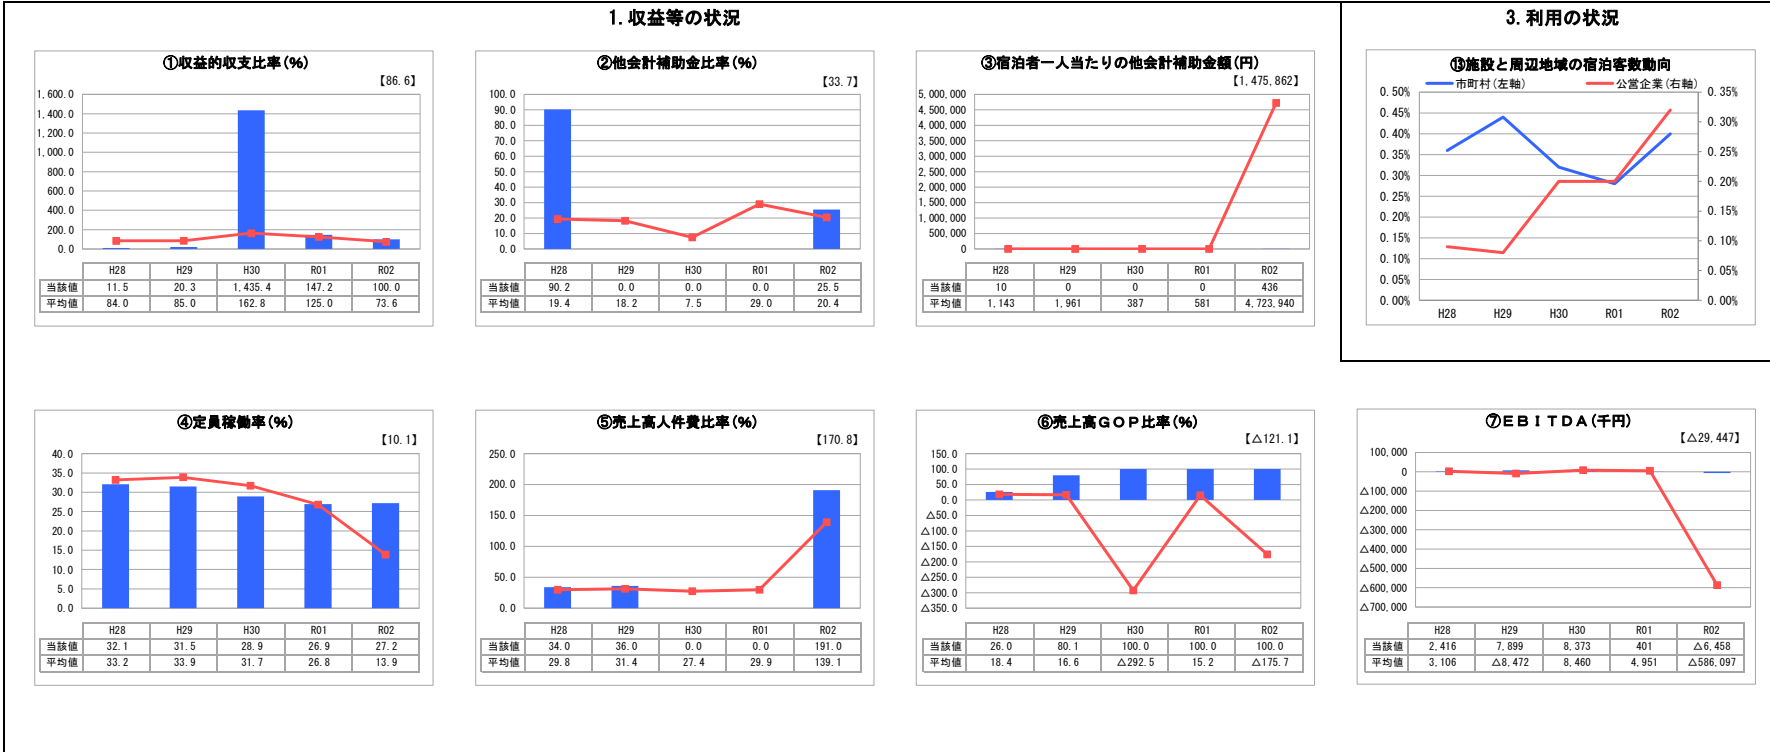 1. 収益等の状況
3. 利用の状況
①収益的収支比率(%)
【86.6】
1,600.0
1,400.0
1,200.0
1,000.0
800.0
600.0
400.0
200.0
0.0
H28 H29 H30 R01 R02
当該値 11.5 20.3 1,435.4 147.2 100.0
平均値 84.0 85.0 162.8 125.0 73.6
②他会計補助金比率(%)
【33.7】
100.0
90.0
80.0
70.0
60.0
50.0
40.0
30.0
20.0
10.0
0.0
H28 H29 H30 R01 R02
当該値 90.2 0.0 0.0 0.0 25.5
平均値 19.4 18.2 7.5 29.0 20.4
③宿泊者一人当たりの他会計補助金額(円)
【1,475,862】
5,000,000
4,500,000
4,000,000
3,500,000
3,000,000
2,500,000
2,000,000
1,500,000
1,000,000
500,000
0
H28 H29 H30 R01 R02
当該値 10 0 0 0 436
平均値 1,143 1,961 387 581 4,723,940
⑬施設と周辺地域の宿泊客数動向
市町村(左軸) 公営企業(右軸)
0.50%
0.45%
0.40%
0.35%
0.30%
0.25%
0.20%
0.15%
0.10%
0.05%
0.00%
0.35%
0.30%
0.25%
0.20%
0.15%
0.10%
0.05%
0.00%
H28 H29 H30 R01 R02
④定員稼働率(%)
【10.1】
40.0
35.0
30.0
25.0
20.0
15.0
10.0
5.0
0.0
H28 H29 H30 R01 R02
当該値 32.1 31.5 28.9 26.9 27.2
平均値 33.2 33.9 31.7 26.8 13.9
⑤売上高人件費比率(%)
【170.8】
250.0
200.0
150.0
100.0
50.0
0.0
H28 H29 H30 R01 R02
当該値 34.0 36.0 0.0 0.0 191.0
平均値 29.8 31.4 27.4 29.9 139.1
⑥売上高GOP比率(%)
【△121.1】
150.0
100.0
50.0
0.0
△50.0
△100.0
△150.0
△200.0
△250.0
△300.0
△350.0
H28 H29 H30 R01 R02
当該値 26.0 80.1 100.0 100.0 100.0
平均値 18.4 16.6 △292.5 15.2 △175.7
⑦EBITDA(千円)
【△29,447】
100,000
0
△100,000
△200,000
△300,000
△400,000
△500,000
△600,000
△700,000
H28 H29 H30 R01 R02
当該値 2,416 7,899 8,373 401 △6,458
平均値 3,106 △8,472 8,460 4,951 △586,097